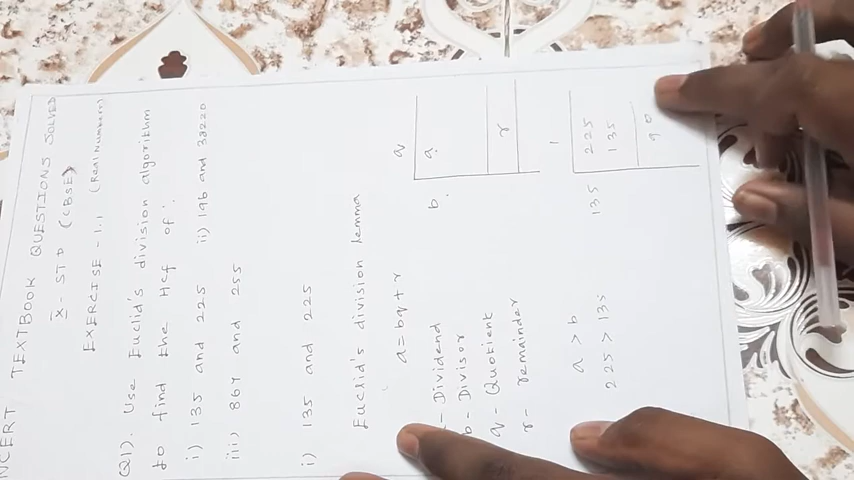 NCERT TEXTBOOK QUESTIONS SOLVED
X - STD (CBSE)
EXERCISE - 1.1 (Real Numbers)
Q1). Use Euclid's division algorithm
to find the HCF of:
i) 135 and 225 ii) 196 and 38220
iii) 867 and 255
i) 135 and 225
Euclid's division lemma
a = bq + r
a - Dividend
b - Divisor
q - Quotient
r - remainder
q
b
a
r
a > b
225 > 135
1
135
225
135
90